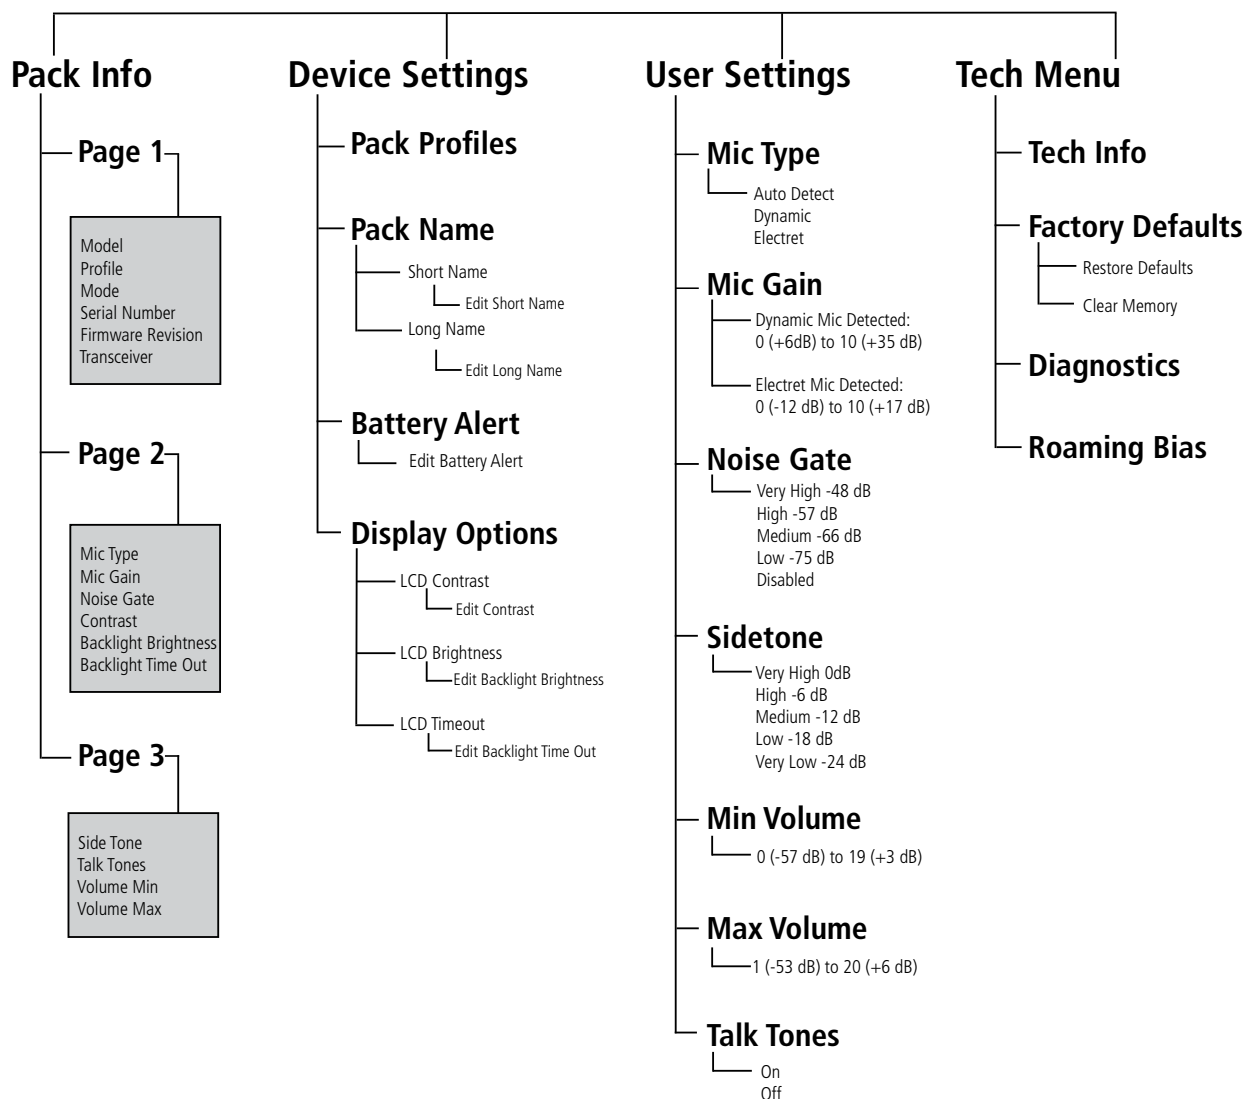 Pack Info
Page 1
Model
Profile
Mode
Serial Number
Firmware Revision
Transceiver
Page 2
Mic Type
Mic Gain
Noise Gate
Contrast
Backlight Brightness
Backlight Time Out
Page 3
Side Tone
Talk Tones
Volume Min
Volume Max
Device Settings
Pack Profiles
Pack Name
Short Name
Edit Short Name
Long Name
Edit Long Name
Battery Alert
Edit Battery Alert
Display Options
LCD Contrast
Edit Contrast
LCD Brightness
Edit Backlight Brightness
LCD Timeout
Edit Backlight Time Out
User Settings
Mic Type
Auto Detect
Dynamic
Electret
Mic Gain
Dynamic Mic Detected:
0 (+6dB) to 10 (+35 dB)
Electret Mic Detected:
0 (-12 dB) to 10 (+17 dB)
Noise Gate
Very High -48 dB
High -57 dB
Medium -66 dB
Low -75 dB
Disabled
Sidetone
Very High 0dB
High -6 dB
Medium -12 dB
Low -18 dB
Very Low -24 dB
Min Volume
0 (-57 dB) to 19 (+3 dB)
Max Volume
1 (-53 dB) to 20 (+6 dB)
Talk Tones
On
Off
Tech Menu
Tech Info
Factory Defaults
Restore Defaults
Clear Memory
Diagnostics
Roaming Bias